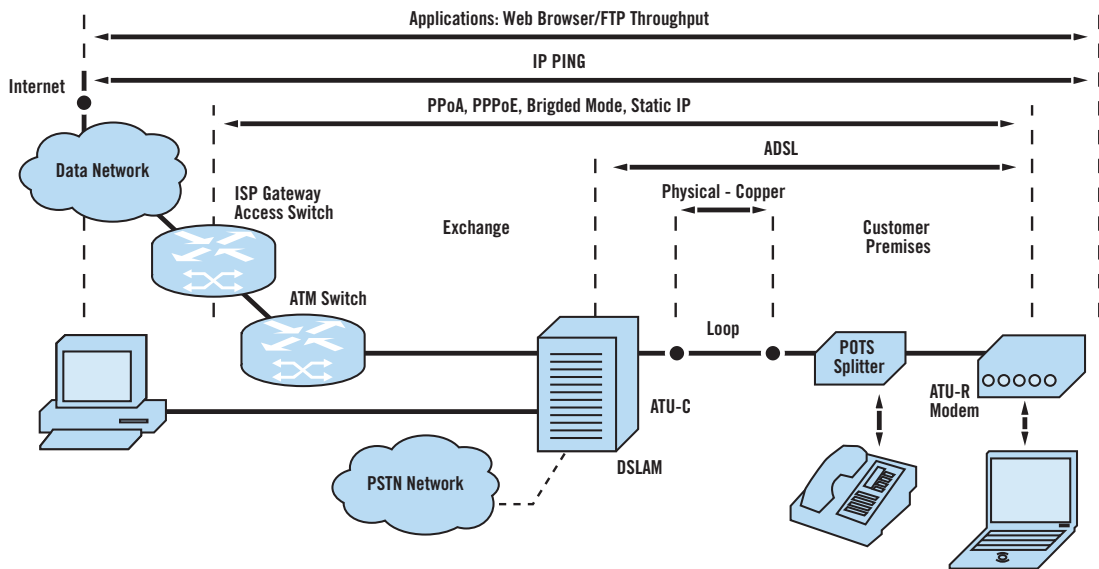 Applications: Web Browser/FTP Throughput
IP PING
Internet
PPoA, PPPoE, Brigded Mode, Static IP
Data Network
ADSL
ISP Gateway
Access Switch
Physical - Copper
Exchange
Customer
Premises
ATM Switch
Loop
POTS
Splitter
ATU-C
ATU-R
Modem
DSLAM
PSTN Network